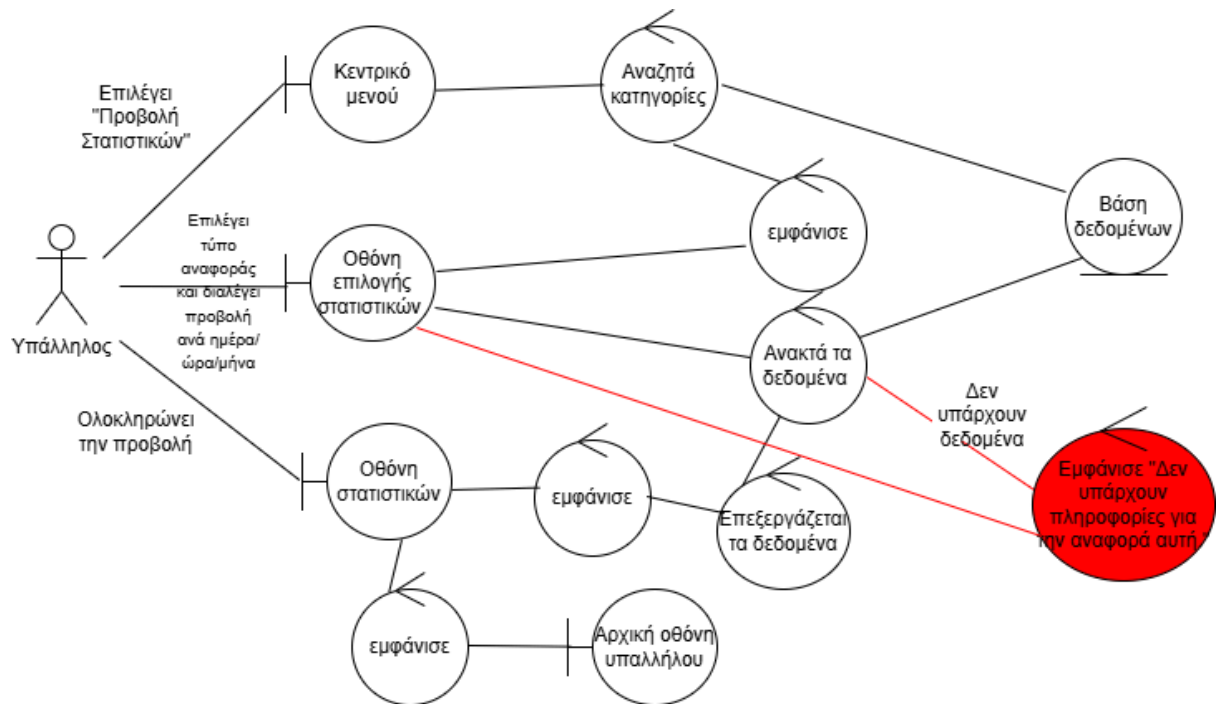 Επιλέγει
"Προβολή
Στατιστικών"
Κεντρικό
μενού
Αναζητά
κατηγορίες
Βάση
δεδομένων
εμφάνισε
Επιλέγει
τύπο
αναφοράς
και διαλέγει
προβολή
ανά ημέρα/
ώρα/μήνα
Οθόνη
επιλογής
στατιστικών
Υπάλληλος
Ανακτά τα
δεδομένα
Δεν
υπάρχουν
δεδομένα
Ολοκληρώνει
την προβολή
Οθόνη
στατιστικών
εμφάνισε
Επεξεργάζεται
τα δεδομένα
Εμφάνισε "Δεν
υπάρχουν
πληροφορίες για
την αναφορά αυτή."
εμφάνισε
Αρχική οθόνη
υπαλλήλου